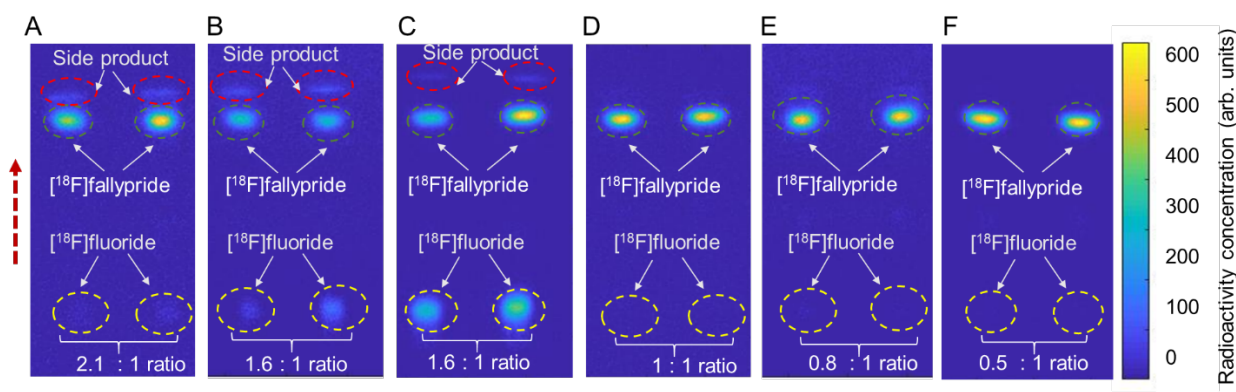 A
B
C
D
E
F
Side product
Side product
Side product
[¹⁸F]fallypride
[¹⁸F]fallypride
[¹⁸F]fallypride
[¹⁸F]fallypride
[¹⁸F]fallypride
[¹⁸F]fallypride
[¹⁸F]fluoride
[¹⁸F]fluoride
[¹⁸F]fluoride
[¹⁸F]fluoride
[¹⁸F]fluoride
[¹⁸F]fluoride
2.1 : 1 ratio
1.6 : 1 ratio
1.6 : 1 ratio
1 : 1 ratio
0.8 : 1 ratio
0.5 : 1 ratio
600
500
400
300
200
100
0
Radioactivity concentration (arb. units)